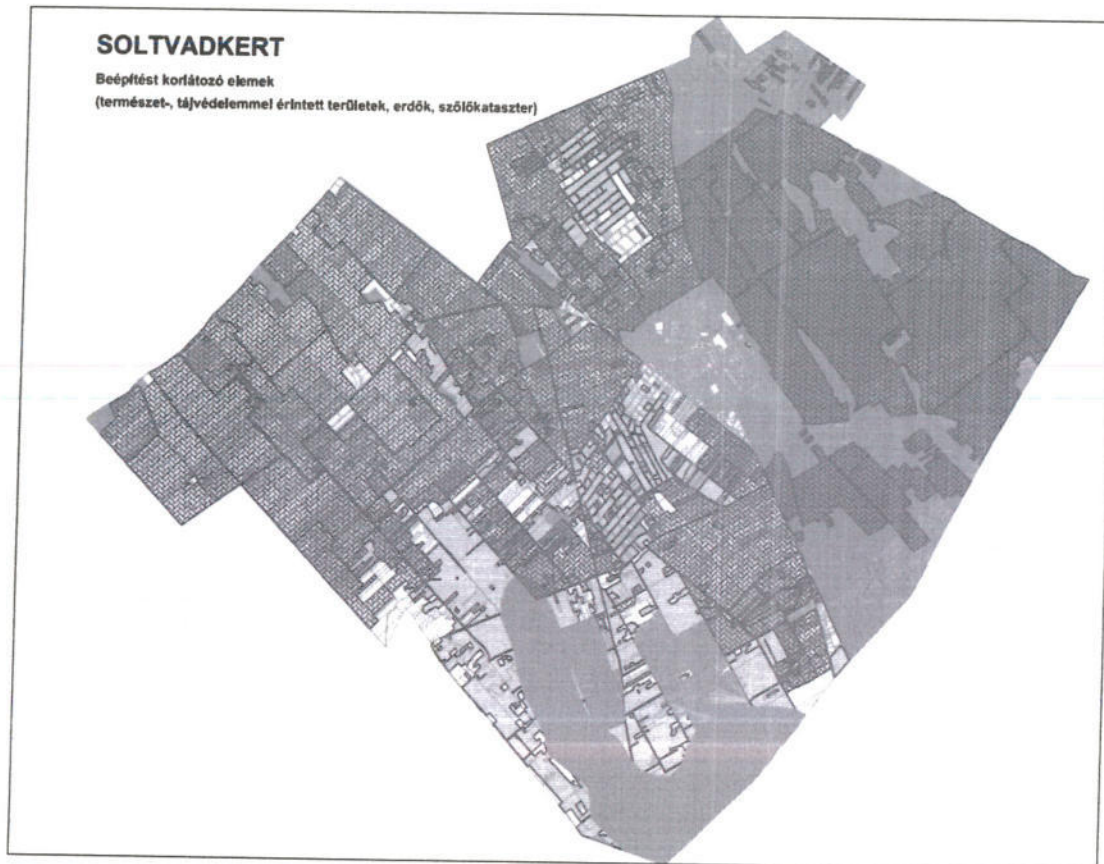 SOLTVADKERT
Beépítést korlátozó elemek
(természet-, tájvédelemmel érintett területek, erdők, szőlőkataszter)